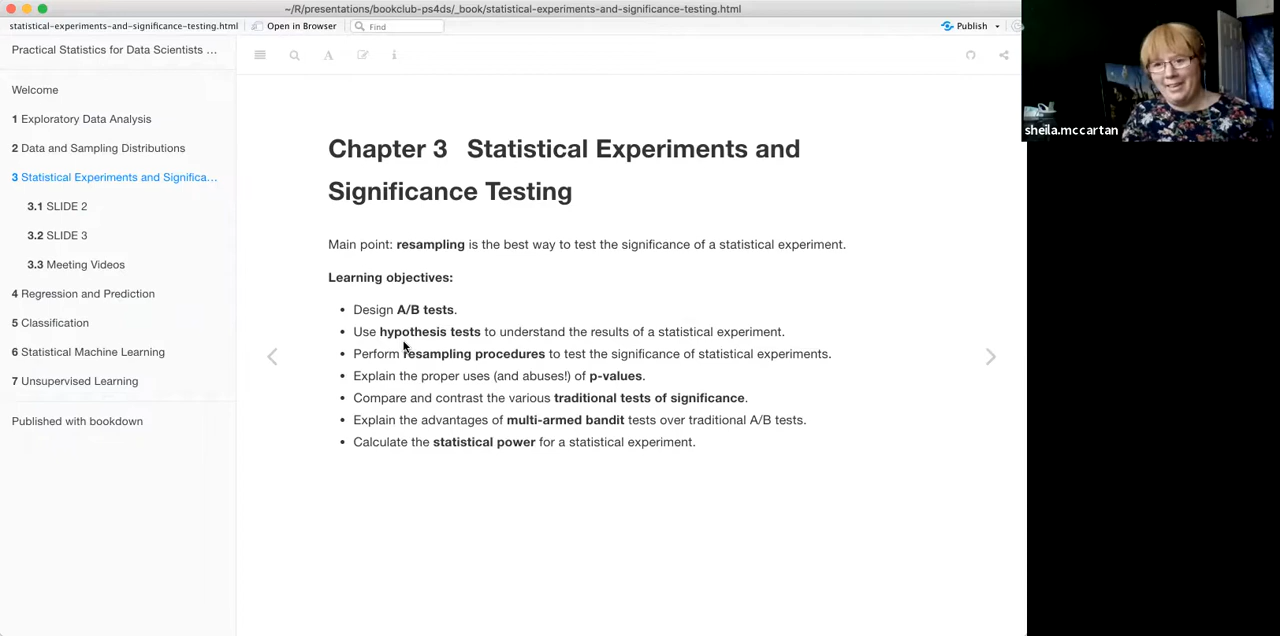 ~/R/presentations/bookclub-ps4ds/_book/statistical-experiments-and-significance-testing.html
statistical-experiments-and-significance-testing.html
Open in Browser
Find
Publish
Practical Statistics for Data Scientists ...
Welcome
1 Exploratory Data Analysis
2 Data and Sampling Distributions
3 Statistical Experiments and Significa...
3.1 SLIDE 2
3.2 SLIDE 3
3.3 Meeting Videos
4 Regression and Prediction
5 Classification
6 Statistical Machine Learning
7 Unsupervised Learning
Published with bookdown
A
i
Chapter 3 Statistical Experiments and
Significance Testing
Main point: resampling is the best way to test the significance of a statistical experiment.
Learning objectives:
• Design A/B tests.
• Use hypothesis tests to understand the results of a statistical experiment.
• Perform resampling procedures to test the significance of statistical experiments.
• Explain the proper uses (and abuses!) of p-values.
• Compare and contrast the various traditional tests of significance.
• Explain the advantages of multi-armed bandit tests over traditional A/B tests.
• Calculate the statistical power for a statistical experiment.
sheila.mccartan